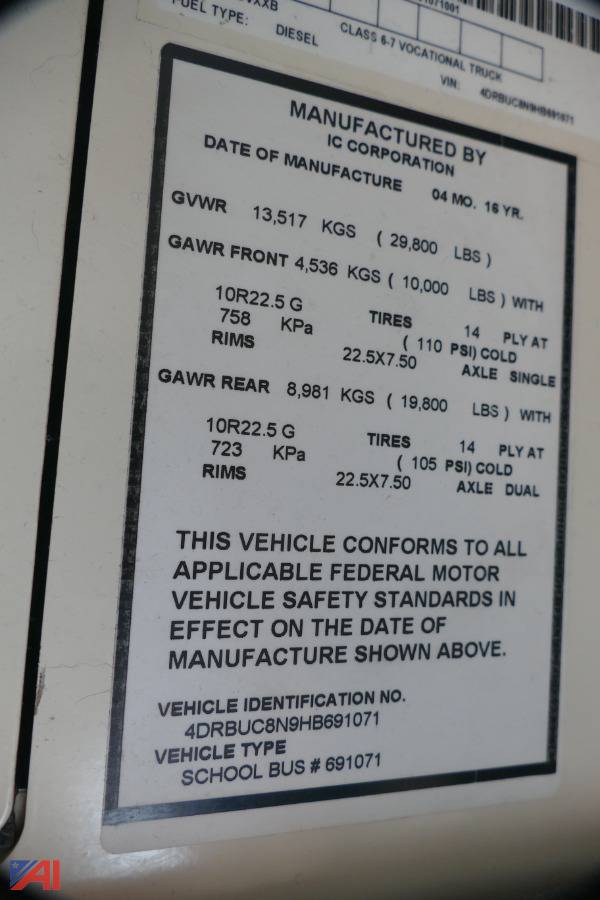 FUEL TYPE: DIESEL
CLASS 6-7 VOCATIONAL TRUCK
VIN: 4DRBUC8N9HB691071
MANUFACTURED BY
IC CORPORATION
DATE OF MANUFACTURE 04 MO. 16 YR.
GVWR 13,517 KGS ( 29,800 LBS )
GAWR FRONT 4,536 KGS ( 10,000 LBS ) WITH
10R22.5 G TIRES 14 PLY AT
758 KPa ( 110 PSI) COLD
RIMS 22.5X7.50 AXLE SINGLE
GAWR REAR 8,981 KGS ( 19,800 LBS ) WITH
10R22.5 G TIRES 14 PLY AT
723 KPa ( 105 PSI) COLD
RIMS 22.5X7.50 AXLE DUAL
THIS VEHICLE CONFORMS TO ALL
APPLICABLE FEDERAL MOTOR
VEHICLE SAFETY STANDARDS IN
EFFECT ON THE DATE OF
MANUFACTURE SHOWN ABOVE.
VEHICLE IDENTIFICATION NO.
4DRBUC8N9HB691071
VEHICLE TYPE
SCHOOL BUS # 691071
AI